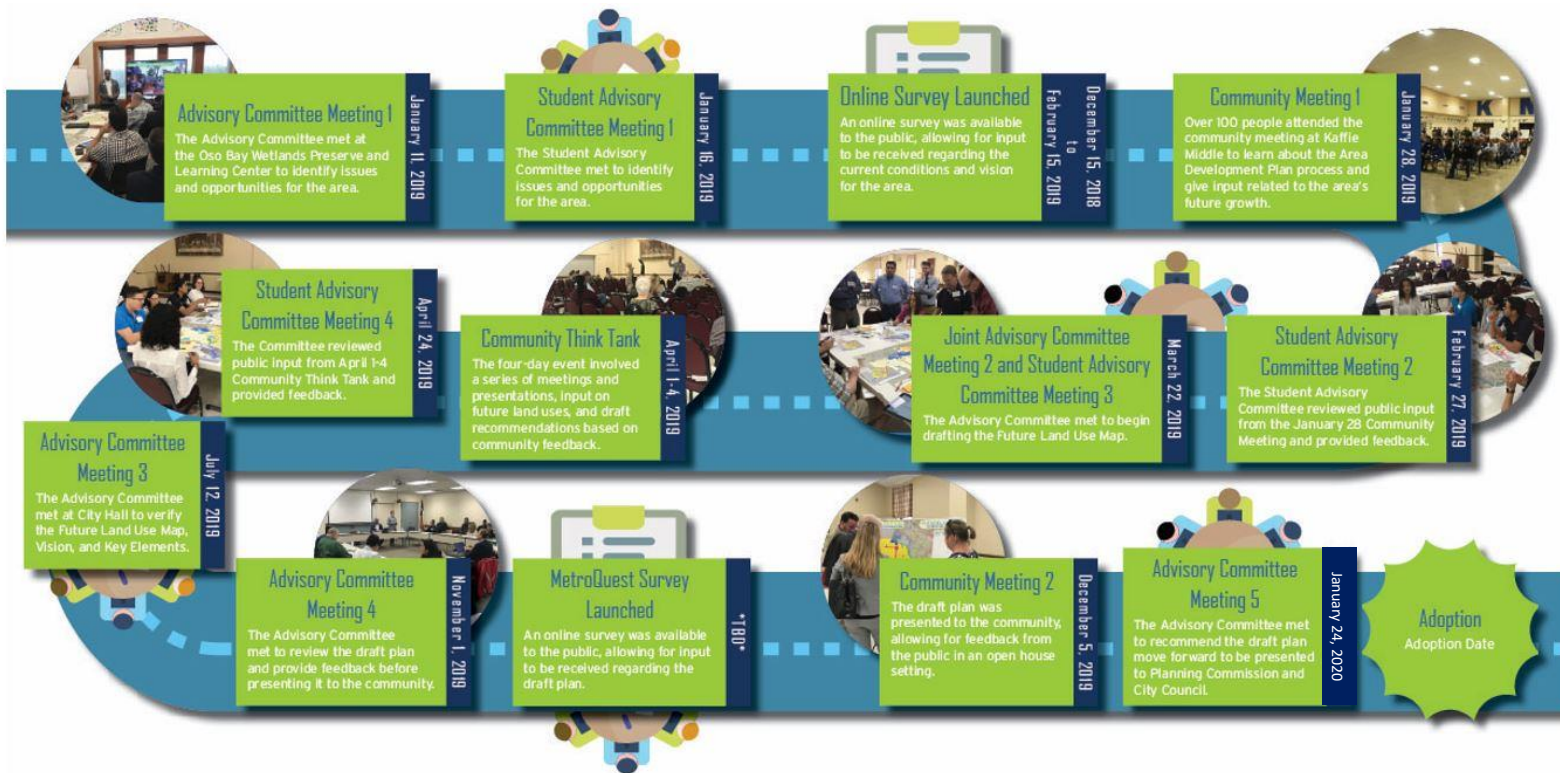 Advisory Committee Meeting 1
The Advisory Committee met at
the Oso Bay Wetlands Preserve and
Learning Center to identify issues
and opportunities for the area.
January 11, 2019
Student Advisory
Committee Meeting 1
The Student Advisory
Committee met to identify
issues and opportunities
for the area.
January 16, 2019
Online Survey Launched
An online survey was available
to the public, allowing for input
to be received regarding the
current conditions and vision
for the area.
December 15, 2018
to
February 15, 2019
Community Meeting 1
Over 100 people attended the
community meeting at Kaffie
Middle to learn about the Area
Development Plan process and
give input related to the area's
future growth.
January 28, 2019
K
Student Advisory
Committee Meeting 2
The Student Advisory
Committee reviewed public input
from the January 28 Community
Meeting and provided feedback.
February 27, 2019
Joint Advisory Committee
Meeting 2 and Student Advisory
Committee Meeting 3
The Advisory Committee met to begin
drafting the Future Land Use Map.
March 22, 2019
Community Think Tank
The four-day event involved
a series of meetings and
presentations, input on
future land uses, and draft
recommendations based on
community feedback.
April 1-4, 2019
Student Advisory
Committee Meeting 4
The Committee reviewed
public input from April 1-4
Community Think Tank and
provided feedback.
April 24, 2019
Advisory Committee
Meeting 3
The Advisory Committee
met at City Hall to verify
the Future Land Use Map,
Vision, and Key Elements.
July 12, 2019
Advisory Committee
Meeting 4
The Advisory Committee
met to review the draft plan
and provide feedback before
presenting it to the community.
November 1, 2019
MetroQuest Survey
Launched
An online survey was available
to the public, allowing for input
to be received regarding the
draft plan.
*TBD*
Community Meeting 2
The draft plan was
presented to the community,
allowing for feedback from
the public in an open house
setting.
December 5, 2019
Advisory Committee
Meeting 5
The Advisory Committee met
to recommend the draft plan
move forward to be presented
to Planning Commission and
City Council.
January 24, 2020
Adoption
Adoption Date